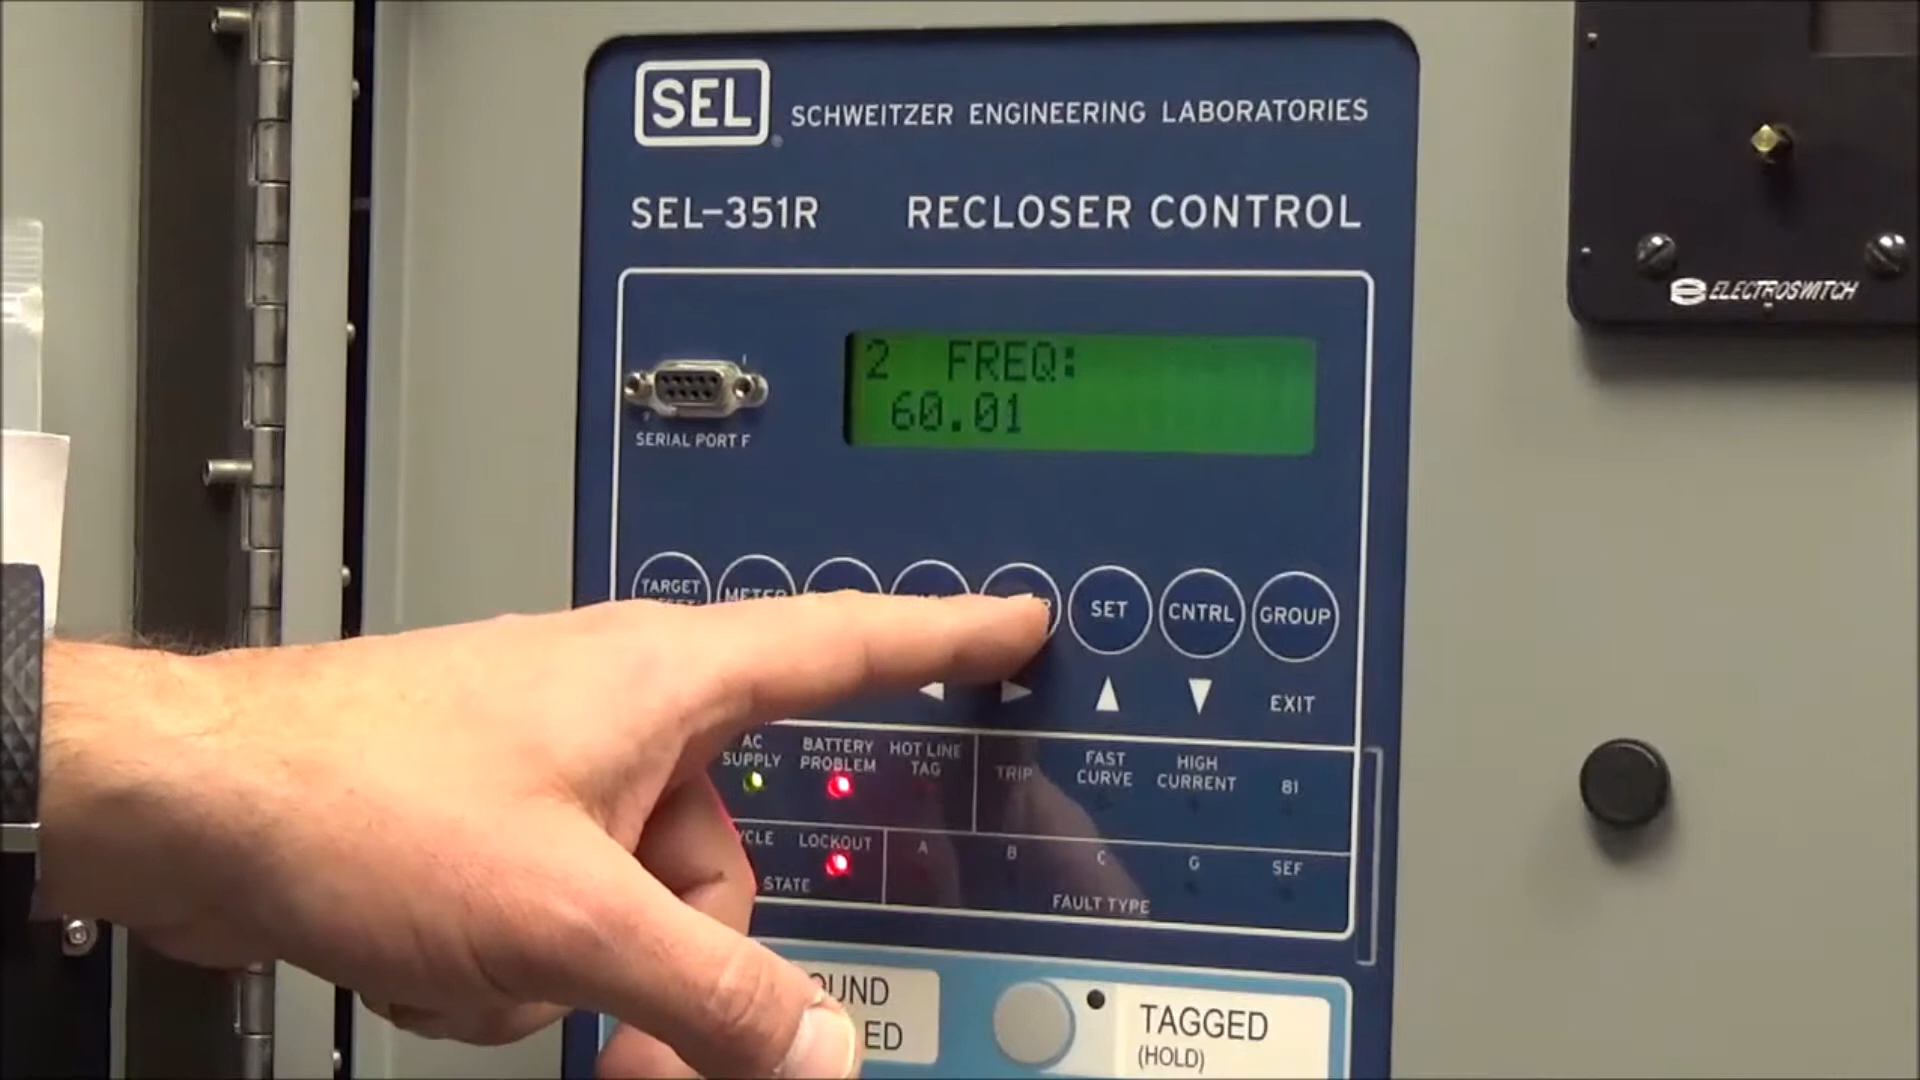 SEL
SCHWEITZER ENGINEERING LABORATORIES
SEL-351R RECLOSER CONTROL
ELECTROSWITCH
2 FREQ:
60.01
SERIAL PORT F
TARGET
SET
CNTRL
GROUP
EXIT
AC
SUPPLY
BATTERY
PROBLEM
HOT LINE
TAG
TRIP
FAST
CURVE
HIGH
CURRENT
81
LOCKOUT
A
B
C
G
SEF
STATE
FAULT TYPE
TAGGED
(HOLD)